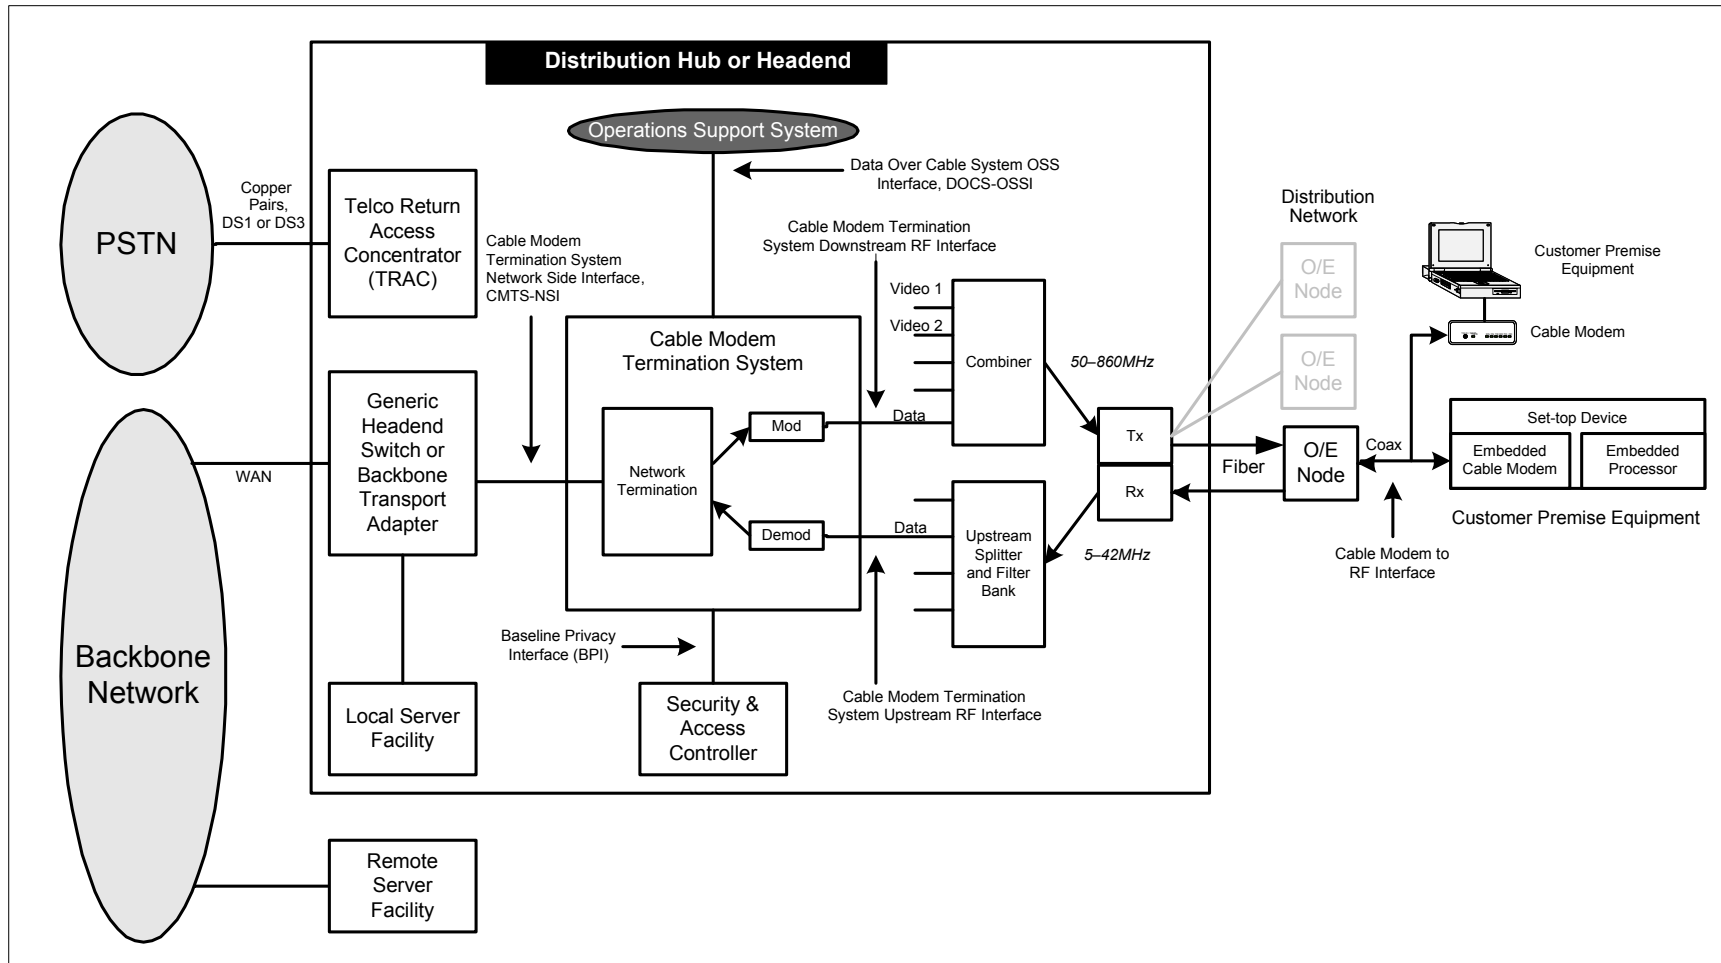 Distribution Hub or Headend
Operations Support System
Data Over Cable System OSS
Interface, DOCS-OSSI
PSTN
Copper
Pairs,
DS1 or DS3
Telco Return
Access
Concentrator
(TRAC)
Cable Modem
Termination System
Network Side Interface,
CMTS-NSI
Cable Modem Termination
System Downstream RF Interface
Distribution
Network
O/E
Node
O/E
Node
Customer Premise
Equipment
Cable Modem
Video 1
Video 2
Combiner
Data
50–860MHz
Cable Modem
Termination System
Mod
Network
Termination
Demod
Generic
Headend
Switch or
Backbone
Transport
Adapter
WAN
Tx
Rx
Fiber
O/E
Node
Coax
Set-top Device
Embedded
Cable Modem
Embedded
Processor
Customer Premise Equipment
Data
Upstream
Splitter
and Filter
Bank
5–42MHz
Cable Modem to
RF Interface
Baseline Privacy
Interface (BPI)
Backbone
Network
Local Server
Facility
Security &
Access
Controller
Cable Modem Termination
System Upstream RF Interface
Remote
Server
Facility